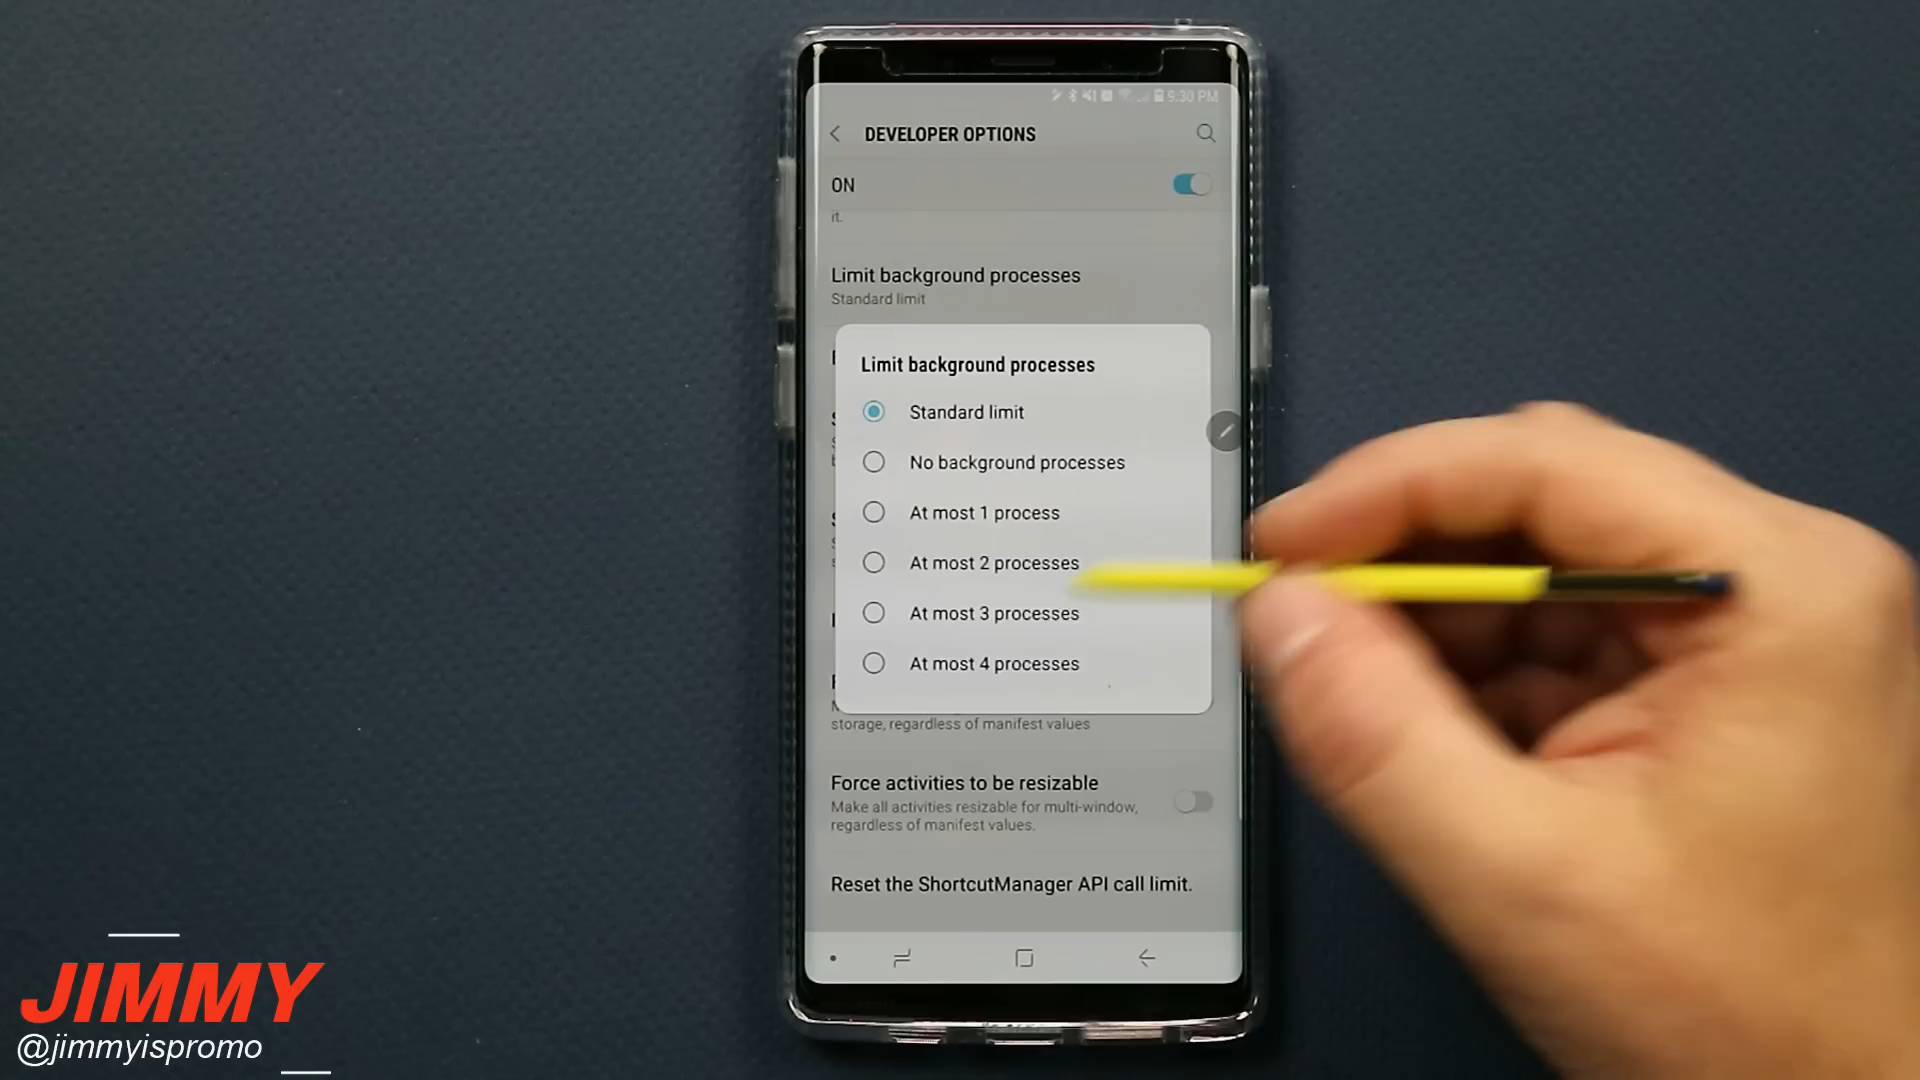 9:30 PM
DEVELOPER OPTIONS
ON
it.
Limit background processes
Standard limit
Limit background processes
Standard limit
No background processes
At most 1 process
At most 2 processes
At most 3 processes
At most 4 processes
storage, regardless of manifest values
Force activities to be resizable
Make all activities resizable for multi-window,
regardless of manifest values.
Reset the ShortcutManager API call limit.
JIMMY
@jimmyispromo